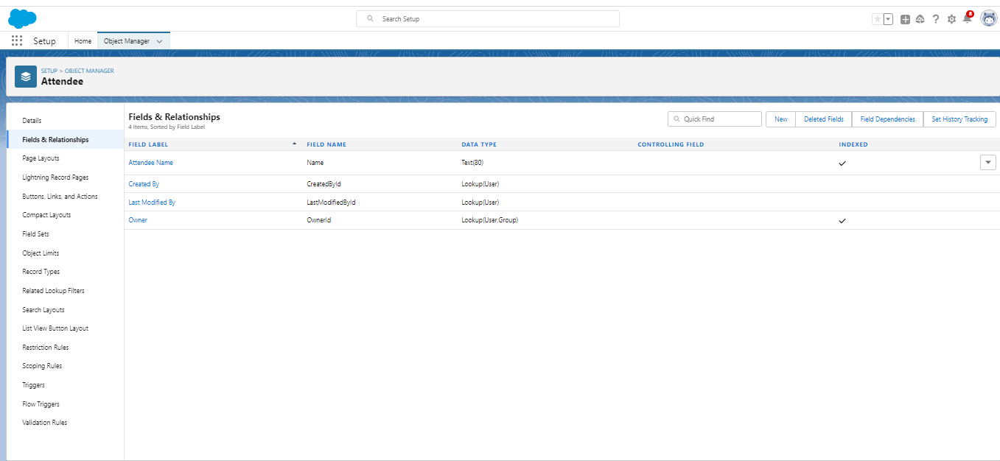 Search Setup
8
Setup
Home
Object Manager
SETUP > OBJECT MANAGER
Attendee
Details
Fields & Relationships
Page Layouts
Lightning Record Pages
Buttons, Links, and Actions
Compact Layouts
Field Sets
Object Limits
Record Types
Related Lookup Filters
Search Layouts
List View Button Layout
Restriction Rules
Scoping Rules
Triggers
Flow Triggers
Validation Rules
Fields & Relationships
4 Items, Sorted by Field Label
Quick Find
New
Deleted Fields
Field Dependencies
Set History Tracking
FIELD LABEL FIELD NAME DATA TYPE CONTROLLING FIELD INDEXED
Attendee Name Name Text(80)
Created By CreatedById Lookup(User)
Last Modified By LastModifiedById Lookup(User)
Owner OwnerId Lookup(User,Group)